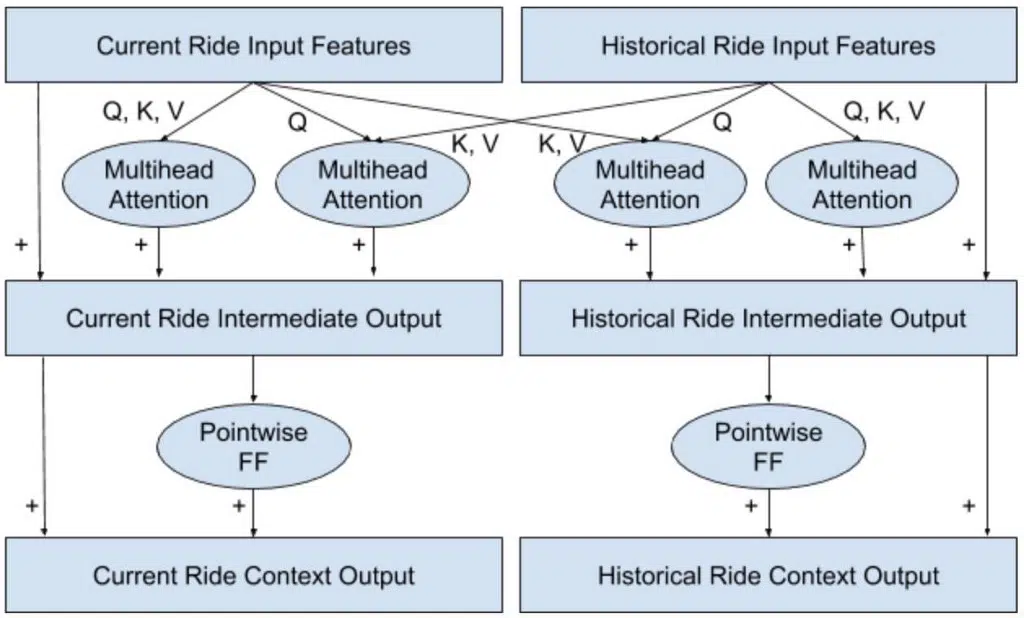 Current Ride Input Features
Historical Ride Input Features
Q, K, V
Q
K, V
K, V
Q
Q, K, V
Multihead
Attention
Multihead
Attention
Multihead
Attention
Multihead
Attention
+
+
+
+
+
+
Current Ride Intermediate Output
Historical Ride Intermediate Output
Pointwise
FF
Pointwise
FF
+
+
+
+
Current Ride Context Output
Historical Ride Context Output